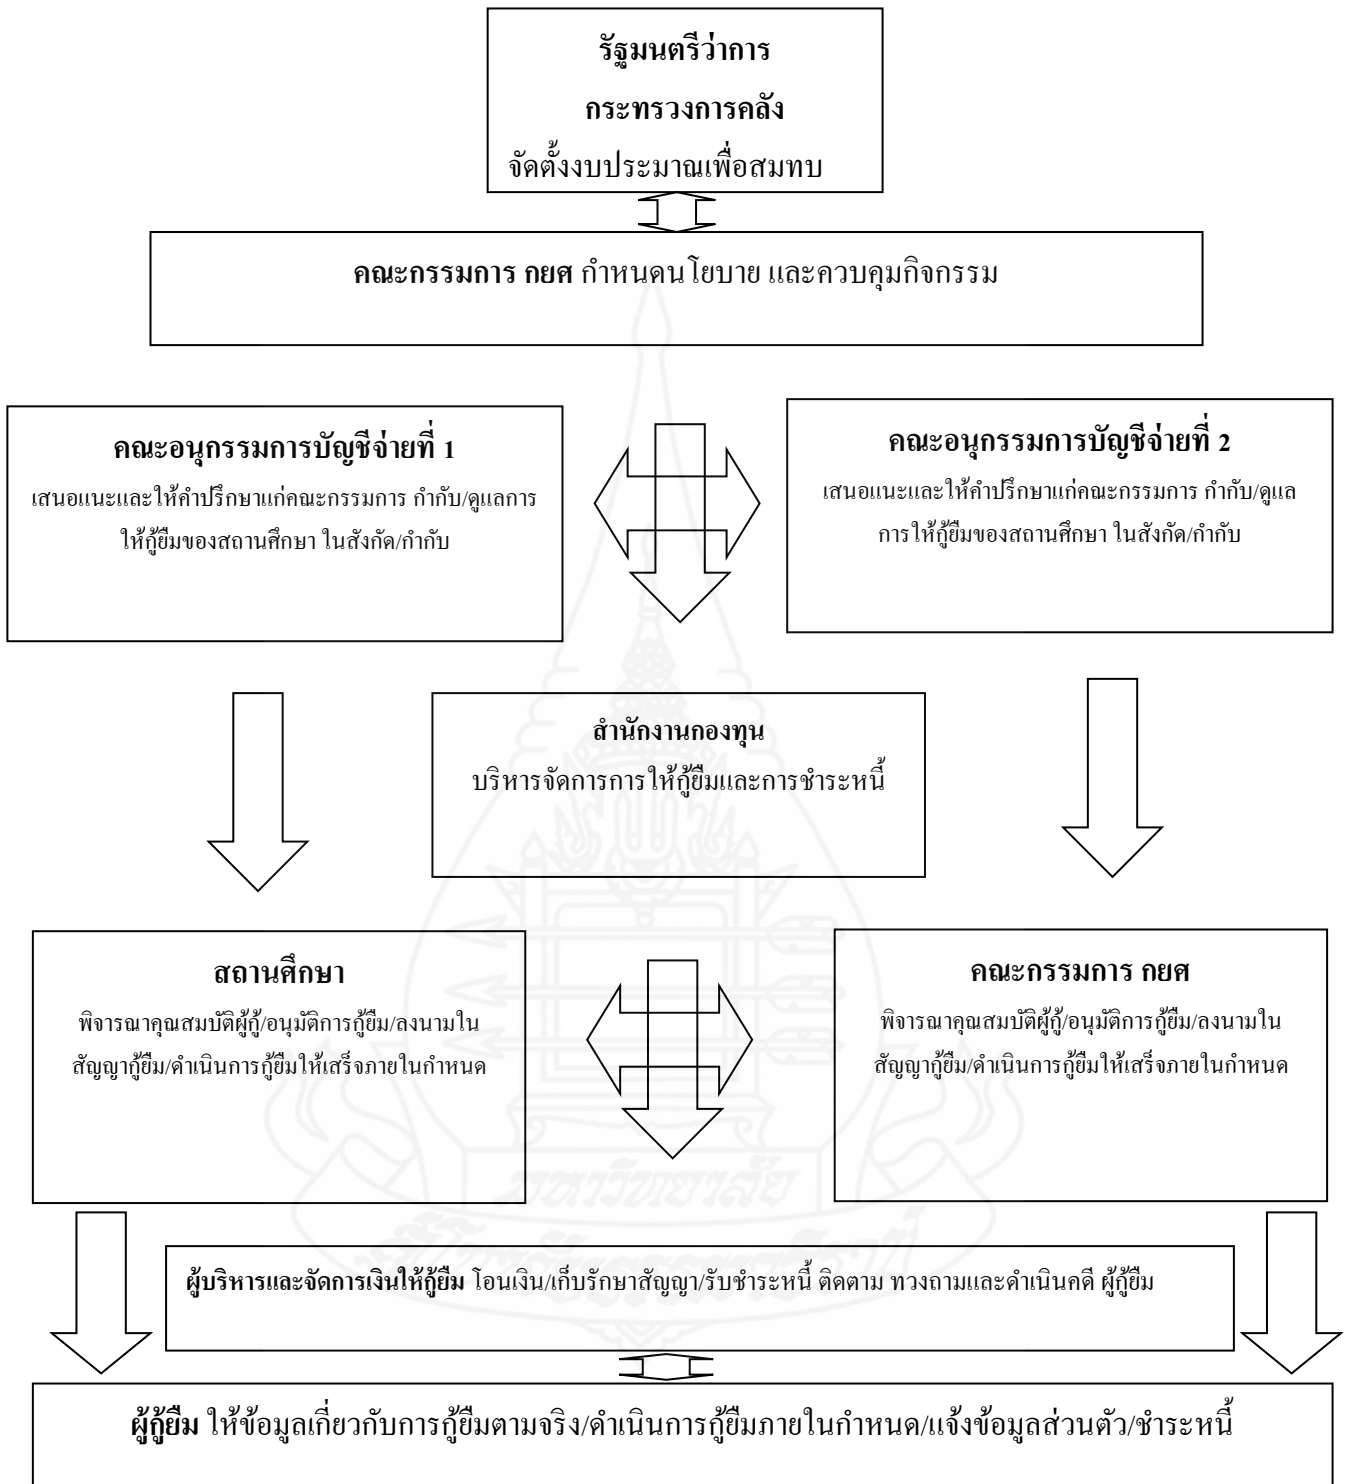 รัฐมนตรีว่าการ
กระทรวงการคลัง
จัดตั้งงบประมาณเพื่อสมทบ
คณะกรรมการ กยศ กำหนดนโยบาย และควบคุมกิจกรรม
คณะอนุกรรมการบัญชีจ่ายที่ 1
เสนอแนะและให้คำปรึกษาแก่คณะกรรมการ กำกับ/ดูแลการ
ให้กู้ยืมของสถานศึกษา ในสังกัด/กำกับ
คณะอนุกรรมการบัญชีจ่ายที่ 2
เสนอแนะและให้คำปรึกษาแก่คณะกรรมการ กำกับ/ดูแล
การให้กู้ยืมของสถานศึกษา ในสังกัด/กำกับ
สำนักงานกองทุน
บริหารจัดการการให้กู้ยืมและการชำระหนี้
สถานศึกษา
พิจารณาคุณสมบัติผู้กู้/อนุมัติการกู้ยืม/ลงนามใน
สัญญากู้ยืม/ดำเนินการกู้ยืมให้เสร็จภายในกำหนด
คณะกรรมการ กยศ
พิจารณาคุณสมบัติผู้กู้/อนุมัติการกู้ยืม/ลงนามใน
สัญญากู้ยืม/ดำเนินการกู้ยืมให้เสร็จภายในกำหนด
มหาวิทยาลัย
สุโขทัยธรรมาธิราช
ผู้บริหารและจัดการเงินให้กู้ยืม โอนเงิน/เก็บรักษาสัญญา/รับชำระหนี้ ติดตาม ทวงถามและดำเนินคดี ผู้กู้ยืม
ผู้กู้ยืม ให้ข้อมูลเกี่ยวกับการกู้ยืมตามจริง/ดำเนินการกู้ยืมภายในกำหนด/แจ้งข้อมูลส่วนตัว/ชำระหนี้